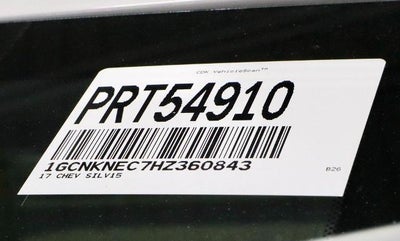 CDK VehicleScan™
PRT54910
1GCNKNEC7HZ360843
17 CHEV SILV15
B26